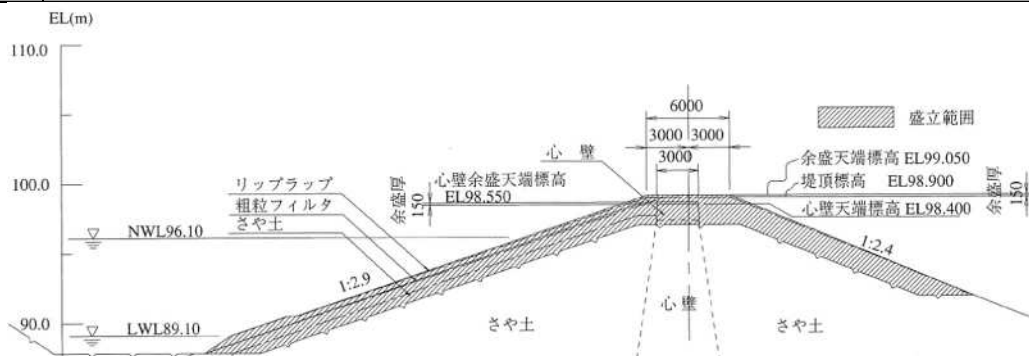 EL(m)
110.0
100.0
90.0
6000
3000 3000
3000
盛立範囲
心 壁
余盛天端標高 EL99.050
堤頂標高 EL98.900
心壁天端標高 EL98.400
余盛厚
150
リップラップ
粗粒フィルタ
さや土
余盛厚
150
心壁余盛天端標高
EL98.550
NWL96.10
LWL89.10
1:2.9
1:2.4
さや土
心 壁
さや土